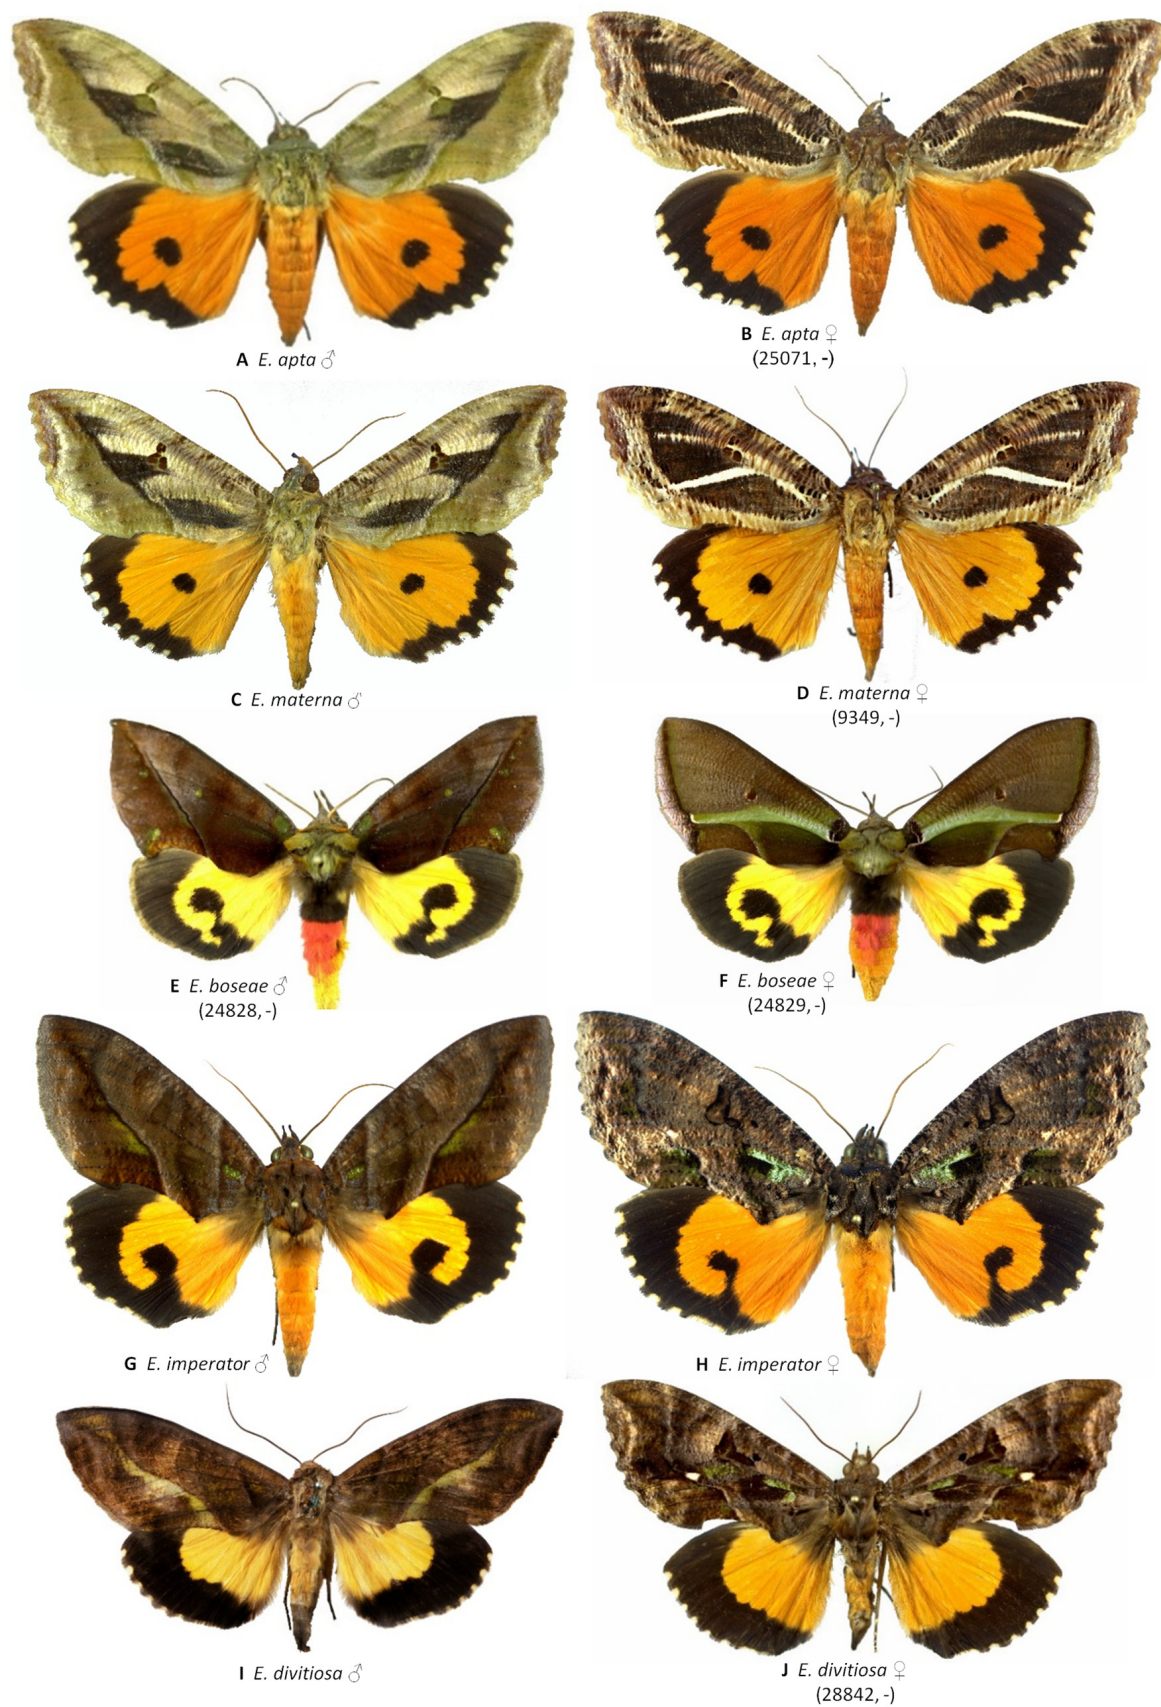 A E. apta ♂
B E. apta ♀
(25071, -)
C E. materna ♂
D E. materna ♀
(9349, -)
E E. boseae ♂
(24828, -)
F E. boseae ♀
(24829, -)
G E. imperator ♂
H E. imperator ♀
I E. divitiosa ♂
J E. divitiosa ♀
(28842, -)